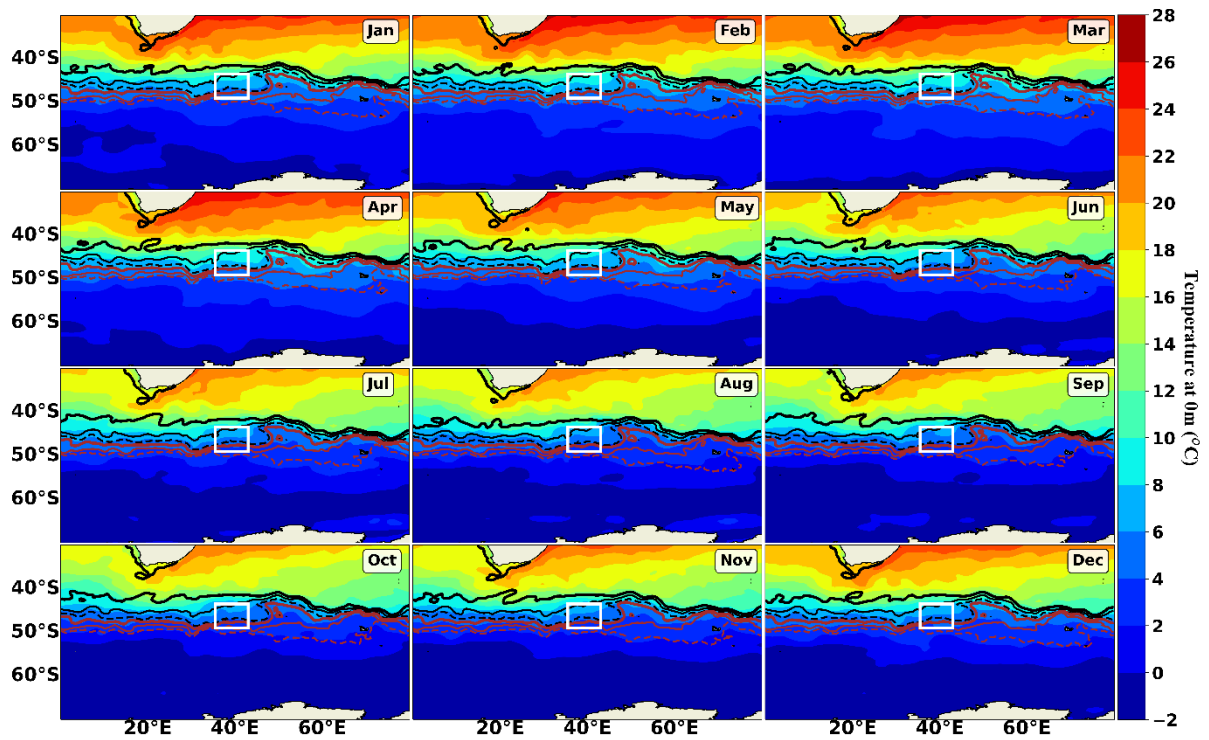 Jan Feb Mar 28
26
40°S 24
50°S 22
60°S 20
Apr May Jun 18
40°S 16
50°S 14
60°S Temperature at 0m (°C)
Jul Aug Sep 12
40°S 10
50°S 8
60°S 6
Oct Nov Dec 4
40°S 2
50°S 0
60°S −2
20°E 40°E 60°E 20°E 40°E 60°E 20°E 40°E 60°E